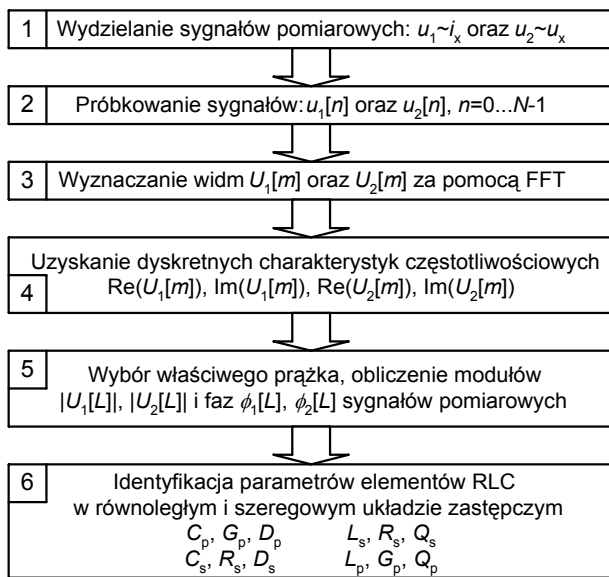 1 Wydzielanie sygnałów pomiarowych: u₁~iₓ oraz u₂~uₓ
2 Próbkowanie sygnałów: u₁[n] oraz u₂[n], n=0...N-1
3 Wyznaczanie widm U₁[m] oraz U₂[m] za pomocą FFT
Uzyskanie dyskretnych charakterystyk częstotliwościowych
4 Re(U₁[m]), Im(U₁[m]), Re(U₂[m]), Im(U₂[m])
5 Wybór właściwego prążka, obliczenie modułów
|U₁[L]|, |U₂[L]| i faz ϕ₁[L], ϕ₂[L] sygnałów pomiarowych
6 Identyfikacja parametrów elementów RLC
w równoległym i szeregowym układzie zastępczym
Cₚ, Gₚ, Dₚ Lₛ, Rₛ, Qₛ
Cₛ, Rₛ, Dₛ Lₚ, Gₚ, Qₚ